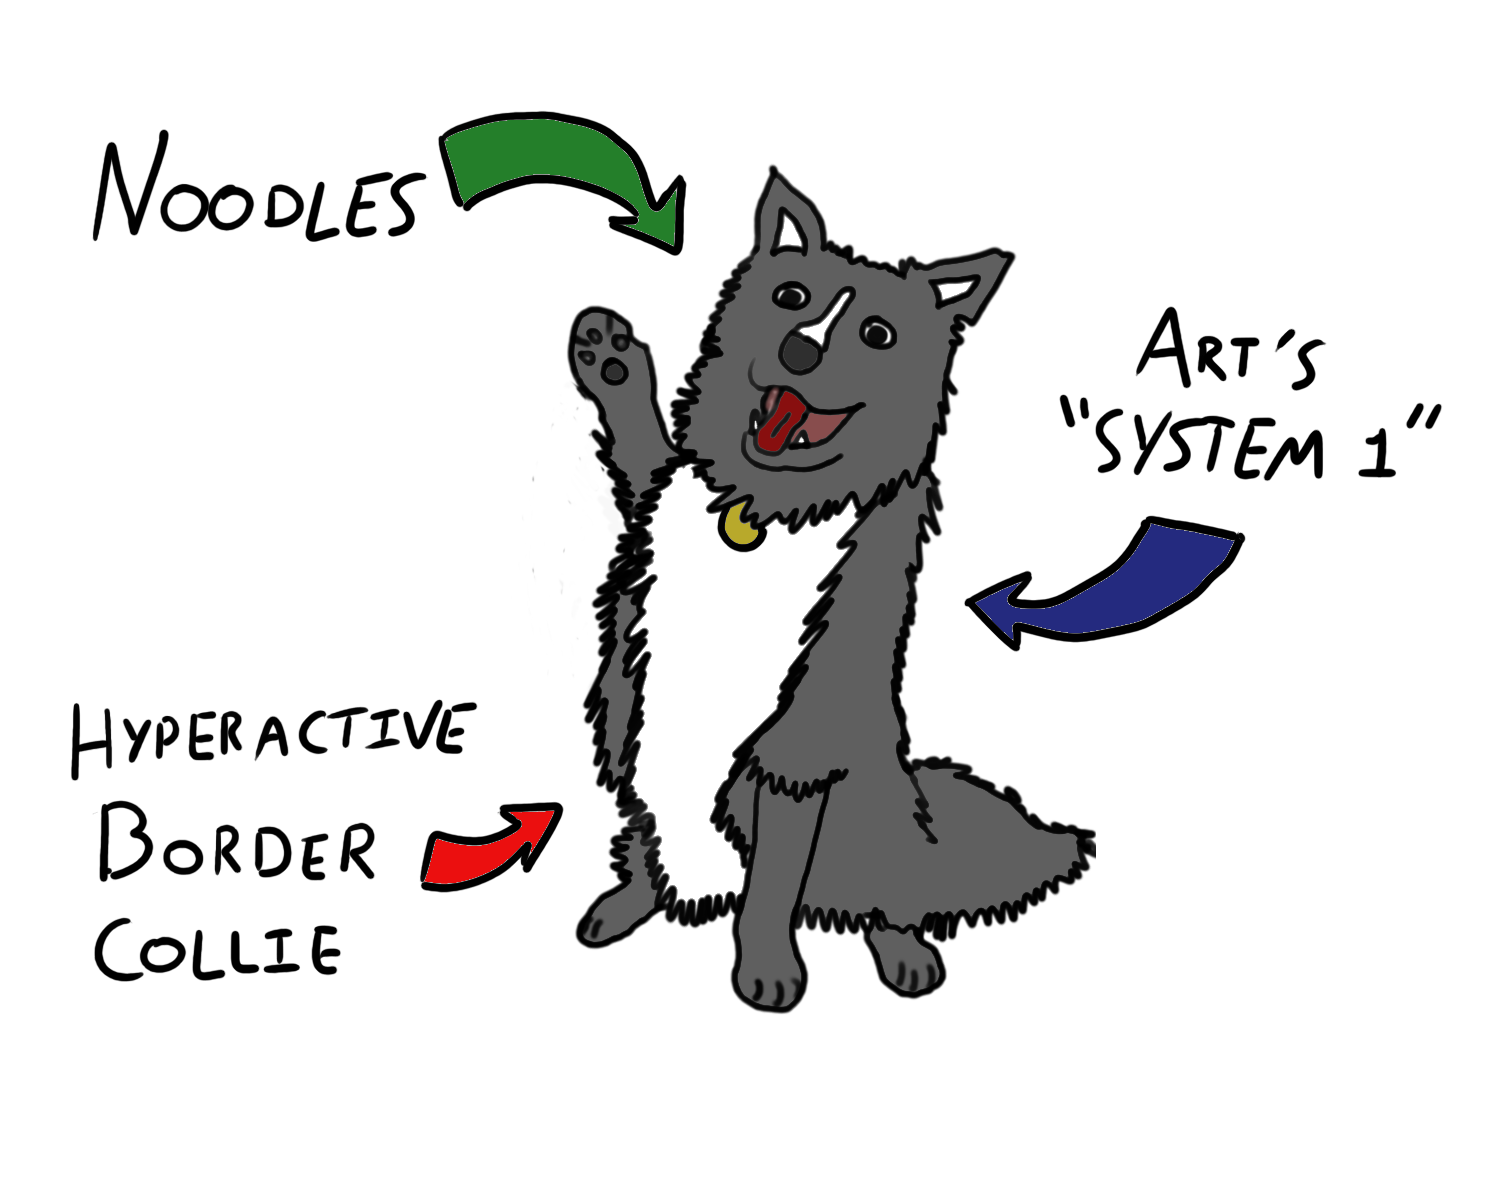 NOODLES
ART'S
"SYSTEM 1"
HYPERACTIVE
BORDER
COLLIE